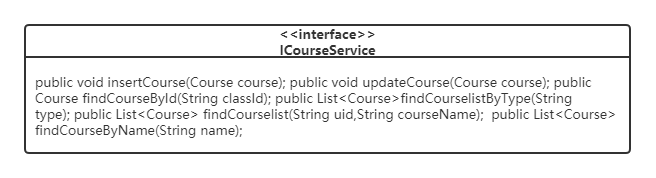 <<interface>>
ICourseService
public void insertCourse(Course course); public void updateCourse(Course course); public
Course findCourseById(String classId); public List<Course>findCourselistByType(String
type); public List<Course> findCourselist(String uid,String courseName);  public List<Course>
findCourseByName(String name);